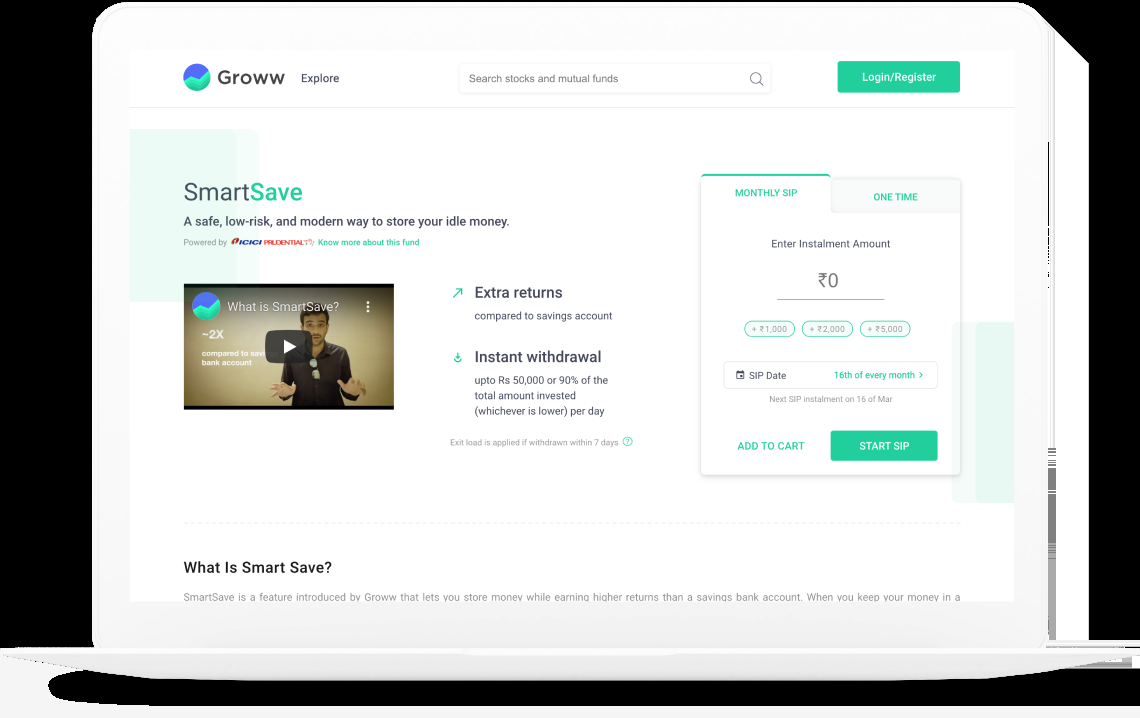 Groww
Explore
Search stocks and mutual funds
Login/Register
SmartSave
A safe, low-risk, and modern way to store your idle money.
Powered by ICICI PRUDENTIAL Know more about this fund
What is SmartSave?
~2X
compared to savi
bank account
Extra returns
compared to savings account
Instant withdrawal
upto Rs 50,000 or 90% of the
total amount invested
(whichever is lower) per day
Exit load is applied if withdrawn within 7 days ?
MONTHLY SIP
ONE TIME
Enter Instalment Amount
₹0
+ ₹1,000 + ₹2,000 + ₹5,000
SIP Date 16th of every month >
Next SIP instalment on 16 of Mar
ADD TO CART START SIP
What Is Smart Save?
SmartSave is a feature introduced by Groww that lets you store money while earning higher returns than a savings bank account. When you keep your money in a